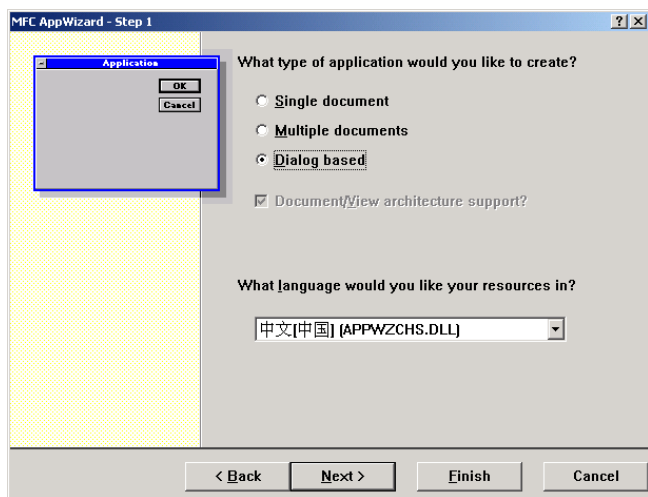 MFC AppWizard - Step 1
Application
OK
Cancel
What type of application would you like to create?
Single document
Multiple documents
Dialog based
Document/View architecture support?
What language would you like your resources in?
中文[中国] (APPWZCHS.DLL)
< Back Next > Finish Cancel